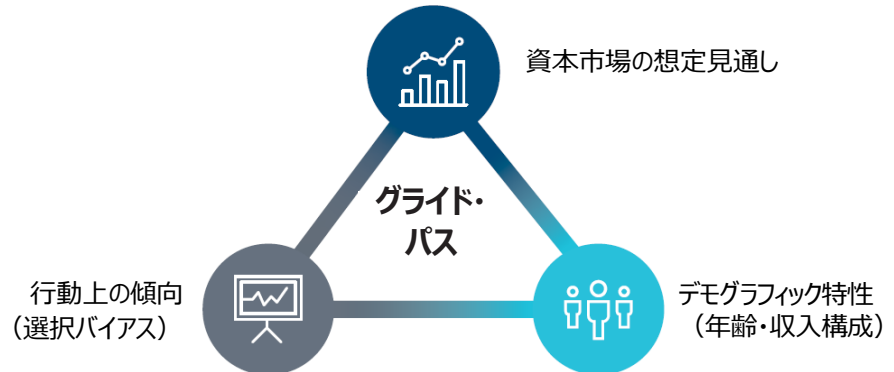 資本市場の想定見通し
グライド・
パス
行動上の傾向
（選択バイアス）
デモグラフィック特性
（年齢・収入構成）